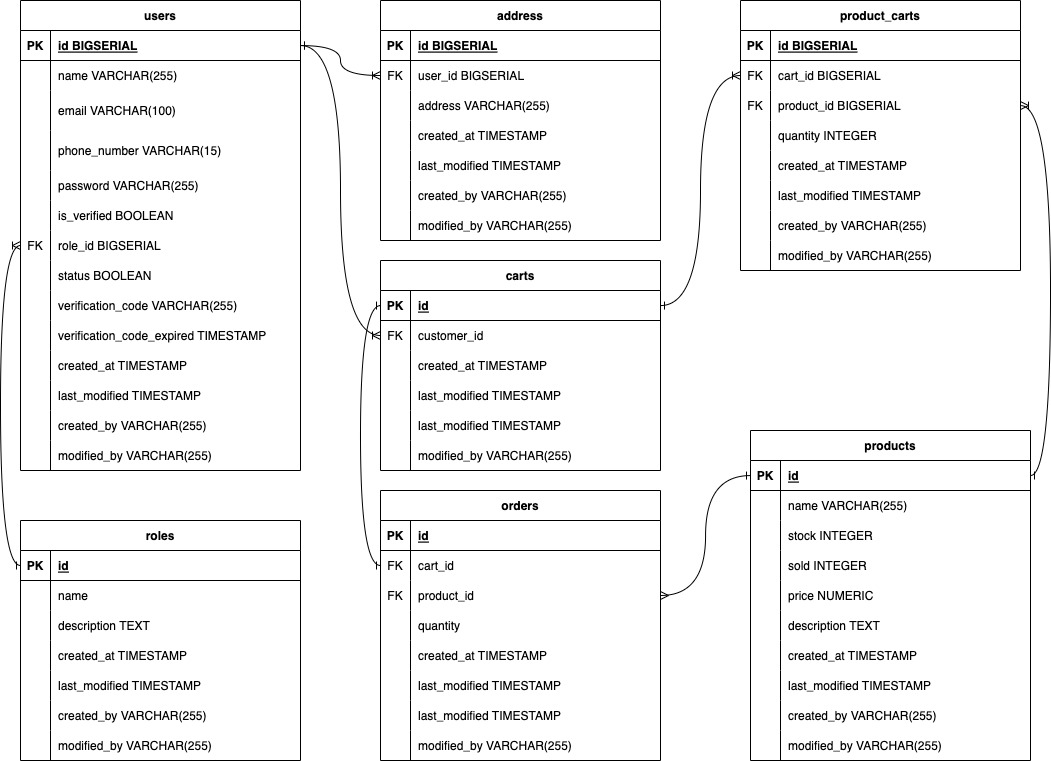 users
PK id BIGSERIAL
name VARCHAR(255)
email VARCHAR(100)
phone_number VARCHAR(15)
password VARCHAR(255)
is_verified BOOLEAN
FK role_id BIGSERIAL
status BOOLEAN
verification_code VARCHAR(255)
verification_code_expired TIMESTAMP
created_at TIMESTAMP
last_modified TIMESTAMP
created_by VARCHAR(255)
modified_by VARCHAR(255)
address
PK id BIGSERIAL
FK user_id BIGSERIAL
address VARCHAR(255)
created_at TIMESTAMP
last_modified TIMESTAMP
created_by VARCHAR(255)
modified_by VARCHAR(255)
product_carts
PK id BIGSERIAL
FK cart_id BIGSERIAL
FK product_id BIGSERIAL
quantity INTEGER
created_at TIMESTAMP
last_modified TIMESTAMP
created_by VARCHAR(255)
modified_by VARCHAR(255)
carts
PK id
FK customer_id
created_at TIMESTAMP
last_modified TIMESTAMP
last_modified TIMESTAMP
modified_by VARCHAR(255)
products
PK id
name VARCHAR(255)
stock INTEGER
sold INTEGER
price NUMERIC
description TEXT
created_at TIMESTAMP
last_modified TIMESTAMP
created_by VARCHAR(255)
modified_by VARCHAR(255)
orders
PK id
FK cart_id
FK product_id
quantity
created_at TIMESTAMP
last_modified TIMESTAMP
last_modified TIMESTAMP
modified_by VARCHAR(255)
roles
PK id
name
description TEXT
created_at TIMESTAMP
last_modified TIMESTAMP
created_by VARCHAR(255)
modified_by VARCHAR(255)